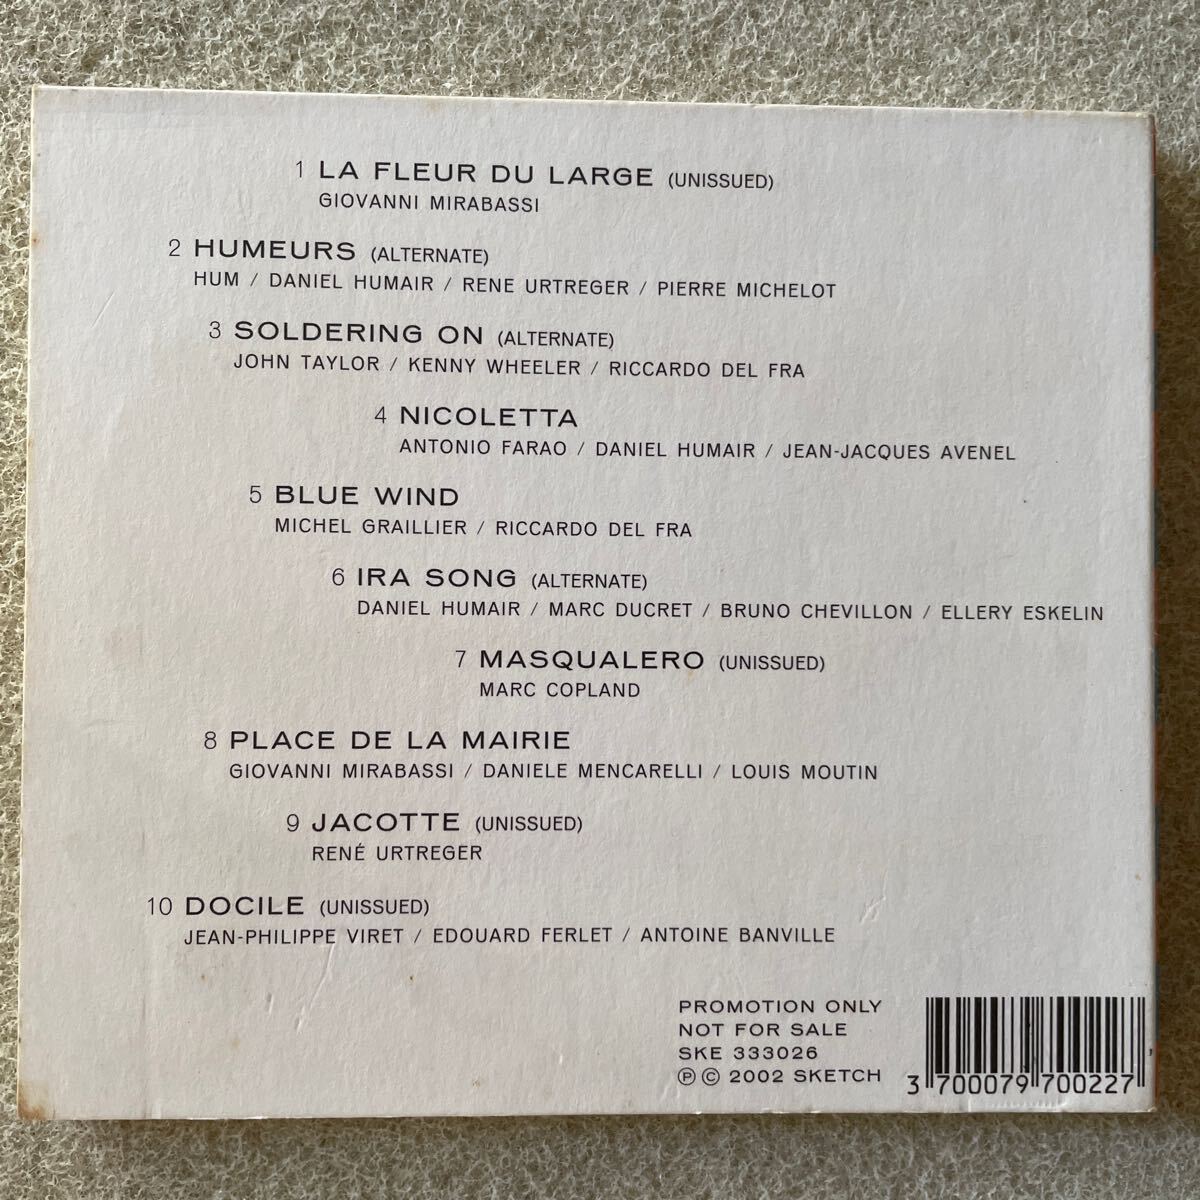 1 LA FLEUR DU LARGE (UNISSUED)
GIOVANNI MIRABASSI
2 HUMEURS (ALTERNATE)
HUM / DANIEL HUMAIR / RENE URTREGER / PIERRE MICHELOT
3 SOLDERING ON (ALTERNATE)
JOHN TAYLOR / KENNY WHEELER / RICCARDO DEL FRA
4 NICOLETTA
ANTONIO FARAO / DANIEL HUMAIR / JEAN-JACQUES AVENEL
5 BLUE WIND
MICHEL GRAILLIER / RICCARDO DEL FRA
6 IRA SONG (ALTERNATE)
DANIEL HUMAIR / MARC DUCRET / BRUNO CHEVILLON / ELLERY ESKELIN
7 MASQUALERO (UNISSUED)
MARC COPLAND
8 PLACE DE LA MAIRIE
GIOVANNI MIRABASSI / DANIELE MENCARELLI / LOUIS MOUTIN
9 JACOTTE (UNISSUED)
RENÉ URTREGER
10 DOCILE (UNISSUED)
JEAN-PHILIPPE VIRET / EDOUARD FERLET / ANTOINE BANVILLE
PROMOTION ONLY
NOT FOR SALE
SKE 333026
℗ © 2002 SKETCH
3 700079 700227